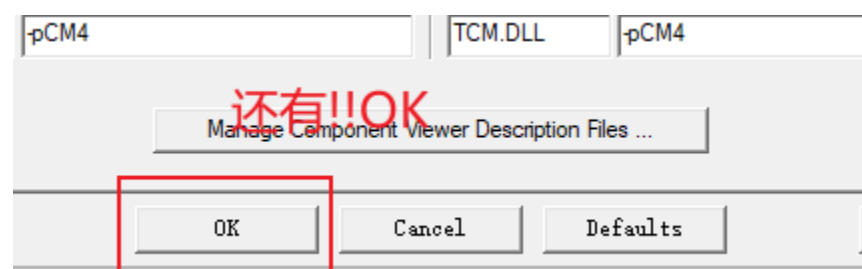 -pCM4 TCM.DLL -pCM4
还有!!OK
Manage Component Viewer Description Files ...
OK Cancel Defaults